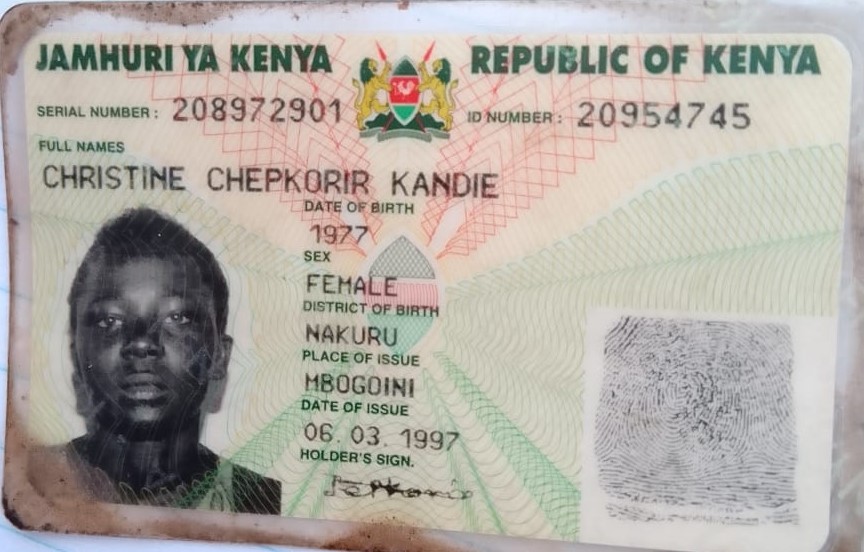 JAMHURI YA KENYA REPUBLIC OF KENYA
SERIAL NUMBER : 208972901 ID NUMBER : 20954745
FULL NAMES
CHRISTINE CHEPKORIR KANDIE
DATE OF BIRTH
1977
SEX
FEMALE
DISTRICT OF BIRTH
NAKURU
PLACE OF ISSUE
MBOGOINI
DATE OF ISSUE
06. 03. 1997
HOLDER'S SIGN.